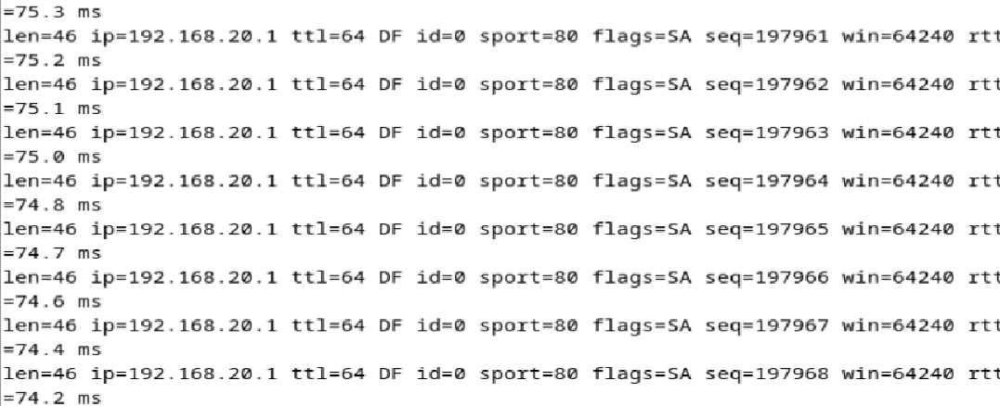 =75.3 ms
len=46 ip=192.168.20.1 ttl=64 DF id=0 sport=80 flags=SA seq=197961 win=64240 rtt
=75.2 ms
len=46 ip=192.168.20.1 ttl=64 DF id=0 sport=80 flags=SA seq=197962 win=64240 rtt
=75.1 ms
len=46 ip=192.168.20.1 ttl=64 DF id=0 sport=80 flags=SA seq=197963 win=64240 rtt
=75.0 ms
len=46 ip=192.168.20.1 ttl=64 DF id=0 sport=80 flags=SA seq=197964 win=64240 rtt
=74.8 ms
len=46 ip=192.168.20.1 ttl=64 DF id=0 sport=80 flags=SA seq=197965 win=64240 rtt
=74.7 ms
len=46 ip=192.168.20.1 ttl=64 DF id=0 sport=80 flags=SA seq=197966 win=64240 rtt
=74.6 ms
len=46 ip=192.168.20.1 ttl=64 DF id=0 sport=80 flags=SA seq=197967 win=64240 rtt
=74.4 ms
len=46 ip=192.168.20.1 ttl=64 DF id=0 sport=80 flags=SA seq=197968 win=64240 rtt
=74.2 ms